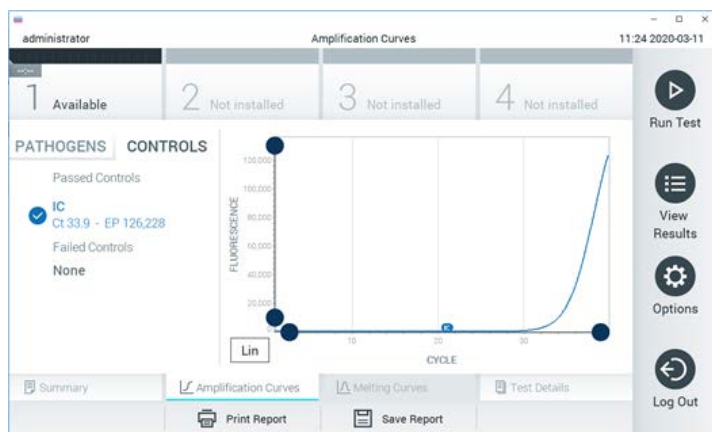 administrator
Amplification Curves
11:24 2020-03-11
1 Available
2 Not installed
3 Not installed
4 Not installed
Run Test
PATHOGENS
CONTROLS
Passed Controls
IC
Ct 33.9 - EP 126,228
Failed Controls
None
FLUORESCENCE
120,000
100,000
80,000
60,000
40,000
20,000
0
IC
10
20
30
Lin
CYCLE
View
Results
Options
Summary
Amplification Curves
Melting Curves
Test Details
Print Report
Save Report
Log Out